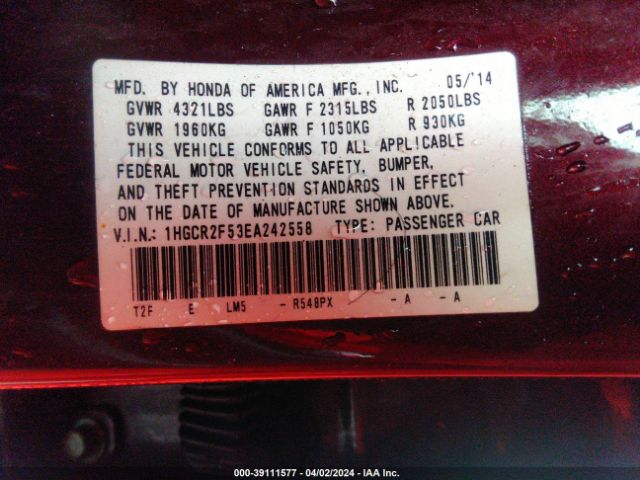 MFD. BY HONDA OF AMERICA MFG., INC. 05/'14
GVWR 4321LBS GAWR F 2315LBS R 2050LBS
GVWR 1960KG GAWR F 1050KG R 930KG
THIS VEHICLE CONFORMS TO ALL APPLICABLE
FEDERAL MOTOR VEHICLE SAFETY, BUMPER,
AND THEFT PREVENTION STANDARDS IN EFFECT
ON THE DATE OF MANUFACTURE SHOWN ABOVE.
V.I.N.: 1HGCR2F53EA242558 TYPE: PASSENGER CAR
T2F E LM5 - R548PX - A - A
000-39111577 - 04/02/2024 - IAA Inc.